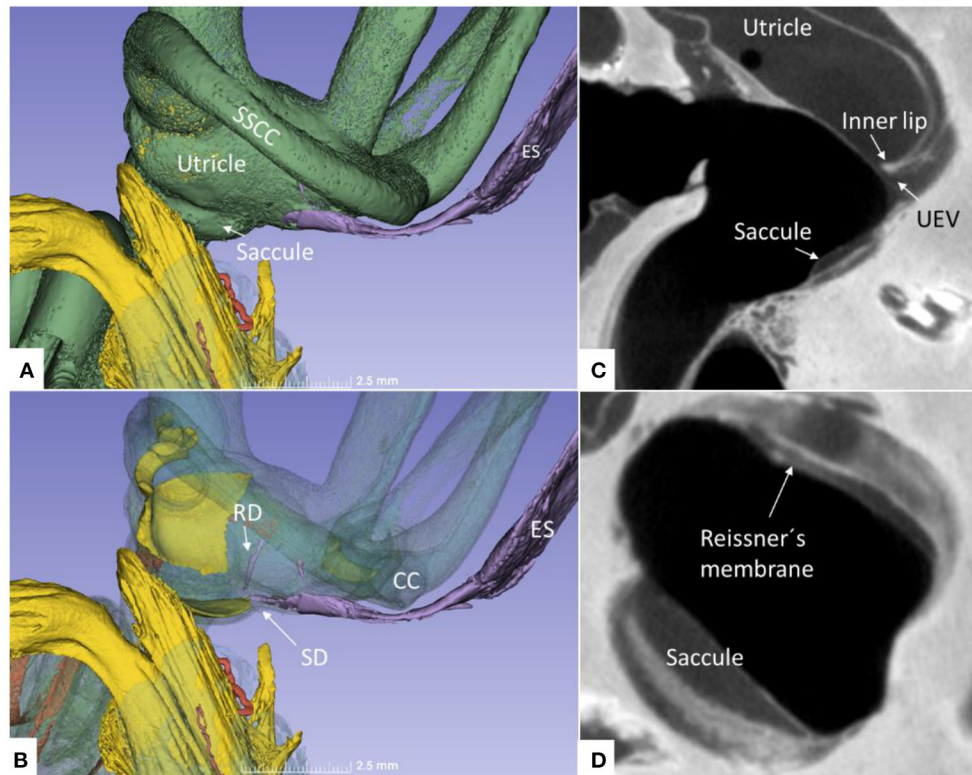 SSCC
Utricle
Saccule
ES
2.5 mm
A
Utricle
Inner lip
UEV
Saccule
C
RD
CC
ES
SD
2.5 mm
B
Reissner´s
membrane
Saccule
D